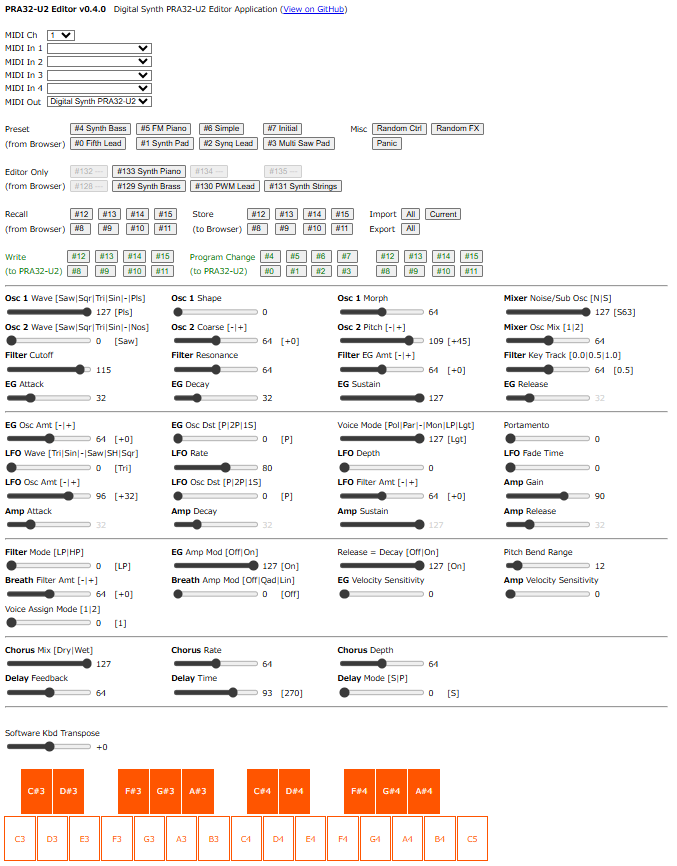 PRA32-U2 Editor v0.4.0 Digital Synth PRA32-U2 Editor Application (View on GitHub)
MIDI Ch 1
MIDI In 1
MIDI In 2
MIDI In 3
MIDI In 4
MIDI Out Digital Synth PRA32-U2
Preset #4 Synth Bass #5 FM Piano #6 Simple #7 Initial Misc Random Ctrl Random FX
(from Browser) #0 Fifth Lead #1 Synth Pad #2 Synq Lead #3 Multi Saw Pad Panic
Editor Only #132 --- #133 Synth Piano #134 --- #135 ---
(from Browser) #128 --- #129 Synth Brass #130 PWM Lead #131 Synth Strings
Recall #12 #13 #14 #15 Store #12 #13 #14 #15 Import All Current
(from Browser) #8 #9 #10 #11 (to Browser) #8 #9 #10 #11 Export All
Write #12 #13 #14 #15 Program Change #4 #5 #6 #7 #12 #13 #14 #15
(to PRA32-U2) #8 #9 #10 #11 (to PRA32-U2) #0 #1 #2 #3 #8 #9 #10 #11
Osc 1 Wave [Saw|Sqr|Tri|Sin|-|Pls] Osc 1 Shape Osc 1 Morph Mixer Noise/Sub Osc [N|S]
127 [Pls] 0 64 127 [S63]
Osc 2 Wave [Saw|Sqr|Tri|Sin|-|Nos] Osc 2 Coarse [-|+] Osc 2 Pitch [-|+] Mixer Osc Mix [1|2]
0 [Saw] 64 [+0] 109 [+45] 64
Filter Cutoff Filter Resonance Filter EG Amt [-|+] Filter Key Track [0.0|0.5|1.0]
115 64 64 [+0] 64 [0.5]
EG Attack EG Decay EG Sustain EG Release
32 32 127 32
EG Osc Amt [-|+] EG Osc Dst [P|2P|1S] Voice Mode [Pol|Par|-|Mon|LP|Lgt] Portamento
64 [+0] 0 [P] 127 [Lgt] 0
LFO Wave [Tri|Sin|-|Saw|SH|Sqr] LFO Rate LFO Depth LFO Fade Time
0 [Tri] 80 0 0
LFO Osc Amt [-|+] LFO Osc Dst [P|2P|1S] LFO Filter Amt [-|+] Amp Gain
96 [+32] 0 [P] 64 [+0] 90
Amp Attack Amp Decay Amp Sustain Amp Release
32 32 127 32
Filter Mode [LP|HP] EG Amp Mod [Off|On] Release = Decay [Off|On] Pitch Bend Range
0 [LP] 127 [On] 127 [On] 12
Breath Filter Amt [-|+] Breath Amp Mod [Off|Qad|Lin] EG Velocity Sensitivity Amp Velocity Sensitivity
64 [+0] 0 [Off] 0 0
Voice Assign Mode [1|2]
0 [1]
Chorus Mix [Dry|Wet] Chorus Rate Chorus Depth
127 64 64
Delay Feedback Delay Time Delay Mode [S|P]
64 93 [270] 0 [S]
Software Kbd Transpose
+0
C#3 D#3 F#3 G#3 A#3 C#4 D#4 F#4 G#4 A#4
C3 D3 E3 F3 G3 A3 B3 C4 D4 E4 F4 G4 A4 B4 C5